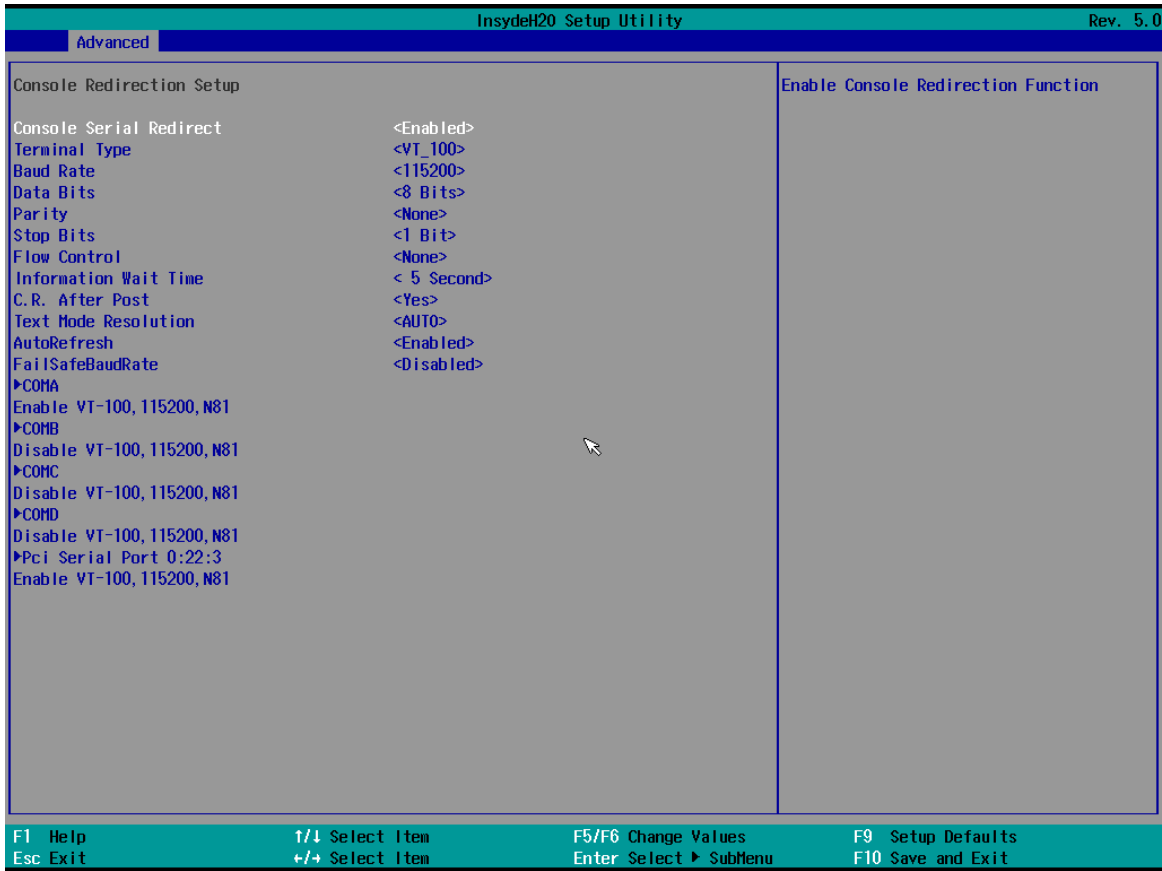 InsydeH20 Setup Utility Rev. 5.0
Advanced
Console Redirection Setup
Enable Console Redirection Function
Console Serial Redirect <Enabled>
Terminal Type <VT_100>
Baud Rate <115200>
Data Bits <8 Bits>
Parity <None>
Stop Bits <1 Bit>
Flow Control <None>
Information Wait Time < 5 Second>
C.R. After Post <Yes>
Text Mode Resolution <AUTO>
AutoRefresh <Enabled>
FailSafeBaudRate <Disabled>
▶COMA
Enable VT-100,115200,N81
▶COMB
Disable VT-100,115200,N81
▶COMC
Disable VT-100,115200,N81
▶COMD
Disable VT-100,115200,N81
▶Pci Serial Port 0:22:3
Enable VT-100,115200,N81
F1 Help ↑/↓ Select Item F5/F6 Change Values F9 Setup Defaults
Esc Exit ←/→ Select Item Enter Select ▶ SubMenu F10 Save and Exit